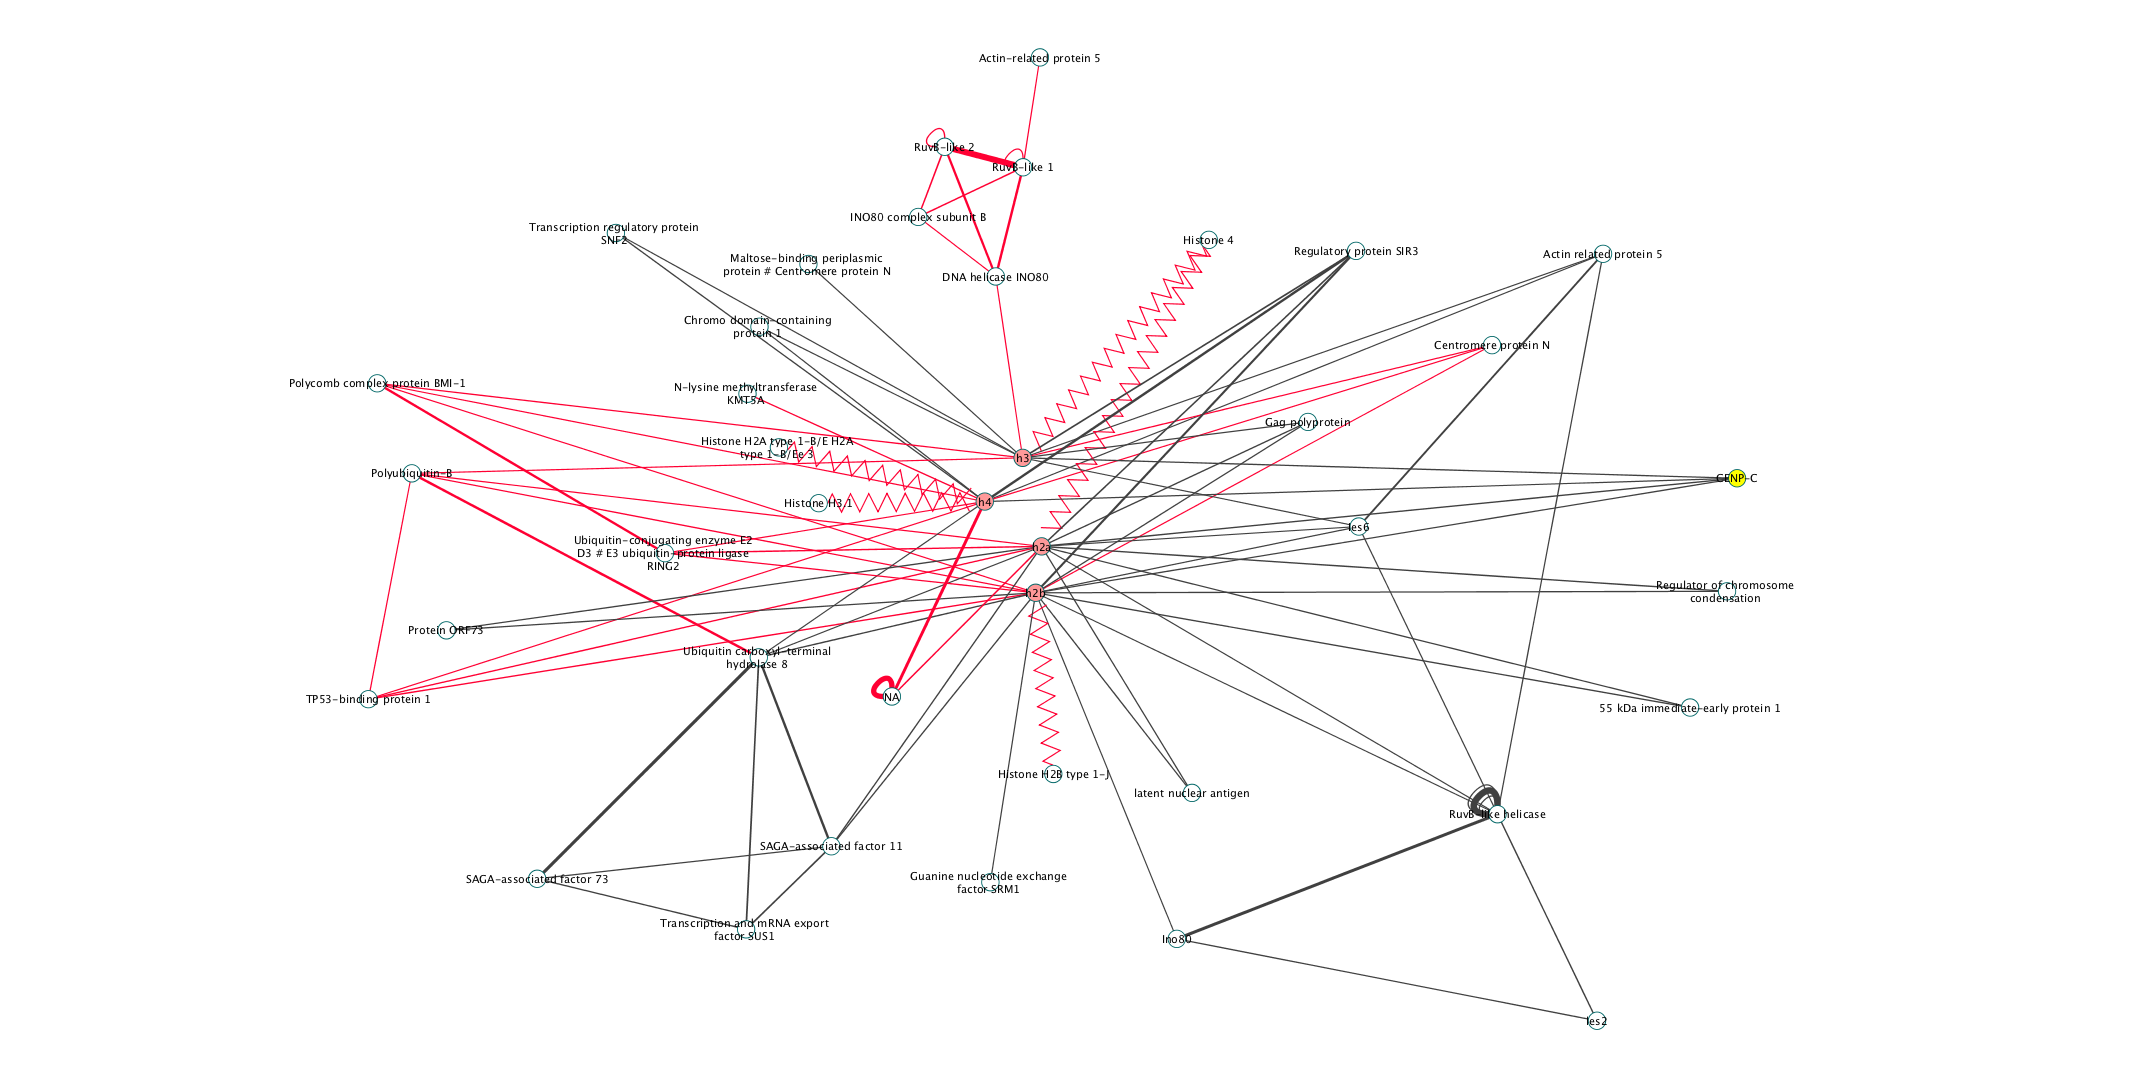 Actin-related protein 5
RuvB-like 2
RuvB-like 1
INO80 complex subunit B
Transcription regulatory protein
SNF2
Histone 4
Regulatory protein SIR3
Actin related protein 5
Maltose-binding periplasmic
protein # Centromere protein N
DNA helicase INO80
Chromo domain-containing
protein 1
Centromere protein N
Polycomb complex protein BMI-1
N-lysine methyltransferase
KMT5A
Gag polyprotein
Histone H2A type 1-B/E H2A
type 1-B/Ee 3
h3
Polyubiquitin-B
CENP-C
h4
Histone H3.1
Ies6
Ubiquitin-conjugating enzyme E2
D3 # E3 ubiquitin-protein ligase
RING2
h2a
h2b
Regulator of chromosome
condensation
Protein ORF73
Ubiquitin carboxyl-terminal
hydrolase 8
TP53-binding protein 1
NA
55 kDa immediate-early protein 1
Histone H2B type 1-J
latent nuclear antigen
RuvB-like helicase
SAGA-associated factor 11
SAGA-associated factor 73
Guanine nucleotide exchange
factor SRM1
Transcription and mRNA export
factor SUS1
Ino80
Ies2